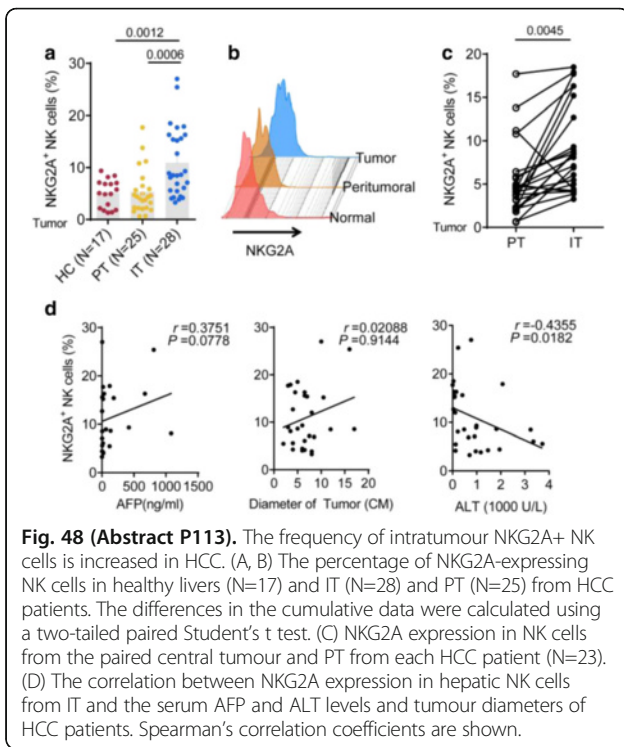 a
0.0012
0.0006
NKG2A+ NK cells (%)
30
20
10
0
Tumor
HC (N=17)
PT (N=25)
IT (N=28)
b
Tumor
Peritumoral
Normal
NKG2A
c
0.0045
NKG2A+ NK cells (%)
20
15
10
5
0
Tumor
PT
IT
d
NKG2A+ NK cells (%)
r=0.3751
P=0.0778
30
20
10
0
0 500 1000 1500
AFP(ng/ml)
r=0.02088
P=0.9144
30
20
10
0
0 5 10 15 20
Diameter of Tumor (CM)
r=-0.4355
P=0.0182
30
20
10
0
0 1 2 3 4
ALT (1000 U/L)
Fig. 48 (Abstract P113). The frequency of intratumour NKG2A+ NK
cells is increased in HCC. (A, B) The percentage of NKG2A-expressing
NK cells in healthy livers (N=17) and IT (N=28) and PT (N=25) from HCC
patients. The differences in the cumulative data were calculated using
a two-tailed paired Student's t test. (C) NKG2A expression in NK cells
from the paired central tumour and PT from each HCC patient (N=23).
(D) The correlation between NKG2A expression in hepatic NK cells
from IT and the serum AFP and ALT levels and tumour diameters of
HCC patients. Spearman's correlation coefficients are shown.